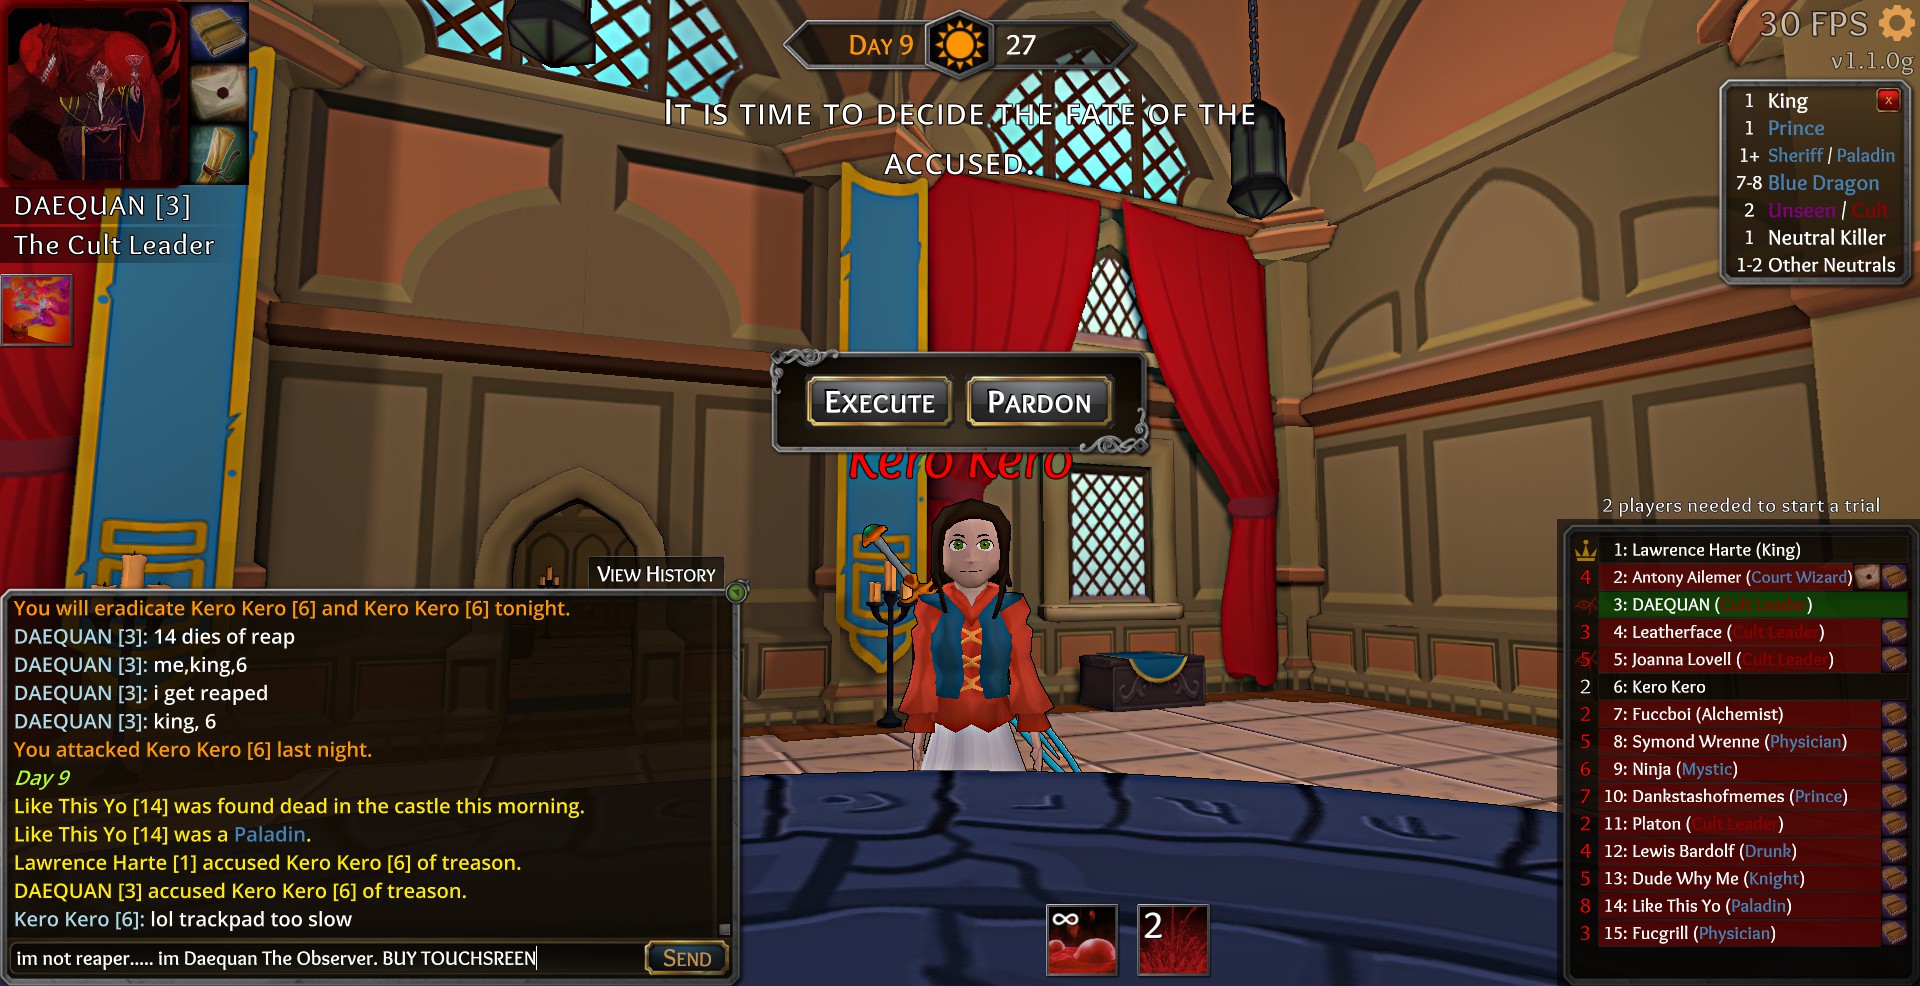 DAY 9 27
30 FPS
v1.1.0g
IT IS TIME TO DECIDE THE FATE OF THE
ACCUSED.
DAEQUAN [3]
The Cult Leader
1 King x
1 Prince
1+ Sheriff / Paladin
7-8 Blue Dragon
2 Unseen / Cult
1 Neutral Killer
1-2 Other Neutrals
EXECUTE PARDON
Kero Kero
VIEW HISTORY
You will eradicate Kero Kero [6] and Kero Kero [6] tonight.
DAEQUAN [3]: 14 dies of reap
DAEQUAN [3]: me,king,6
DAEQUAN [3]: i get reaped
DAEQUAN [3]: king, 6
You attacked Kero Kero [6] last night.
Day 9
Like This Yo [14] was found dead in the castle this morning.
Like This Yo [14] was a Paladin.
Lawrence Harte [1] accused Kero Kero [6] of treason.
DAEQUAN [3] accused Kero Kero [6] of treason.
Kero Kero [6]: lol trackpad too slow
im not reaper..... im Daequan The Observer. BUY TOUCHSREEN
SEND
∞ 2
2 players needed to start a trial
1: Lawrence Harte (King)
4 2: Antony Ailemer (Court Wizard)
3: DAEQUAN (Cult Leader)
3 4: Leatherface (Cult Leader)
5 5: Joanna Lovell (Cult Leader)
2 6: Kero Kero
2 7: Fuccboi (Alchemist)
5 8: Symond Wrenne (Physician)
6 9: Ninja (Mystic)
7 10: Dankstashofmemes (Prince)
2 11: Platon (Cult Leader)
4 12: Lewis Bardolf (Drunk)
5 13: Dude Why Me (Knight)
8 14: Like This Yo (Paladin)
3 15: Fucgrill (Physician)